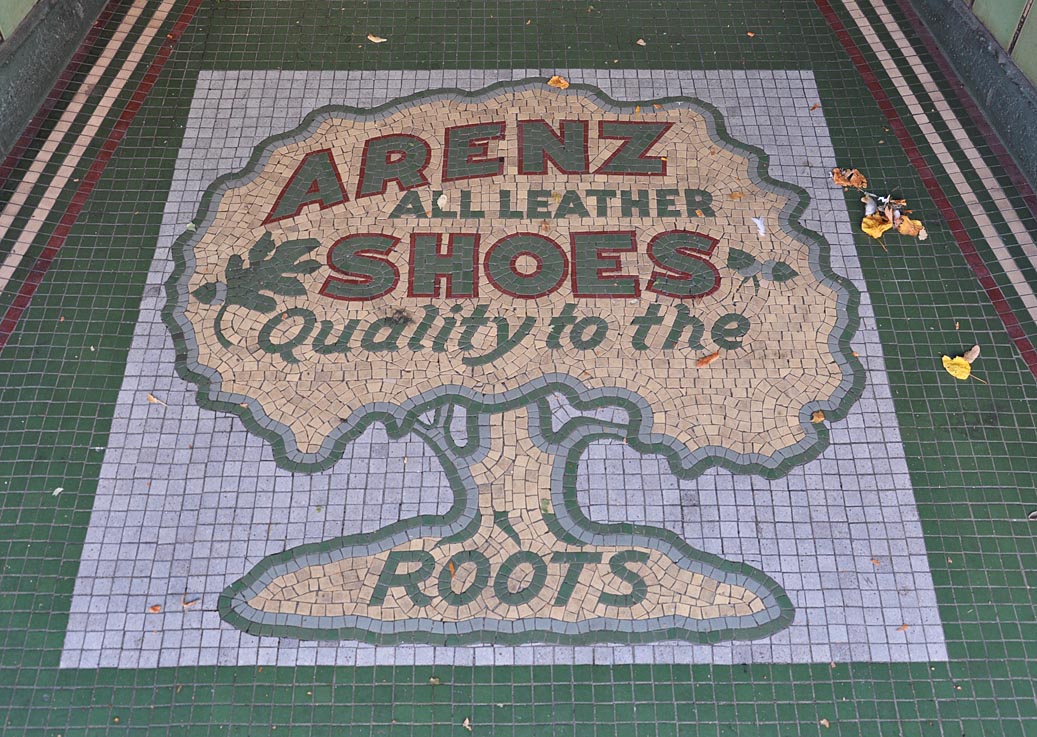 ARENZ
ALL LEATHER
SHOES
Quality to the
ROOTS